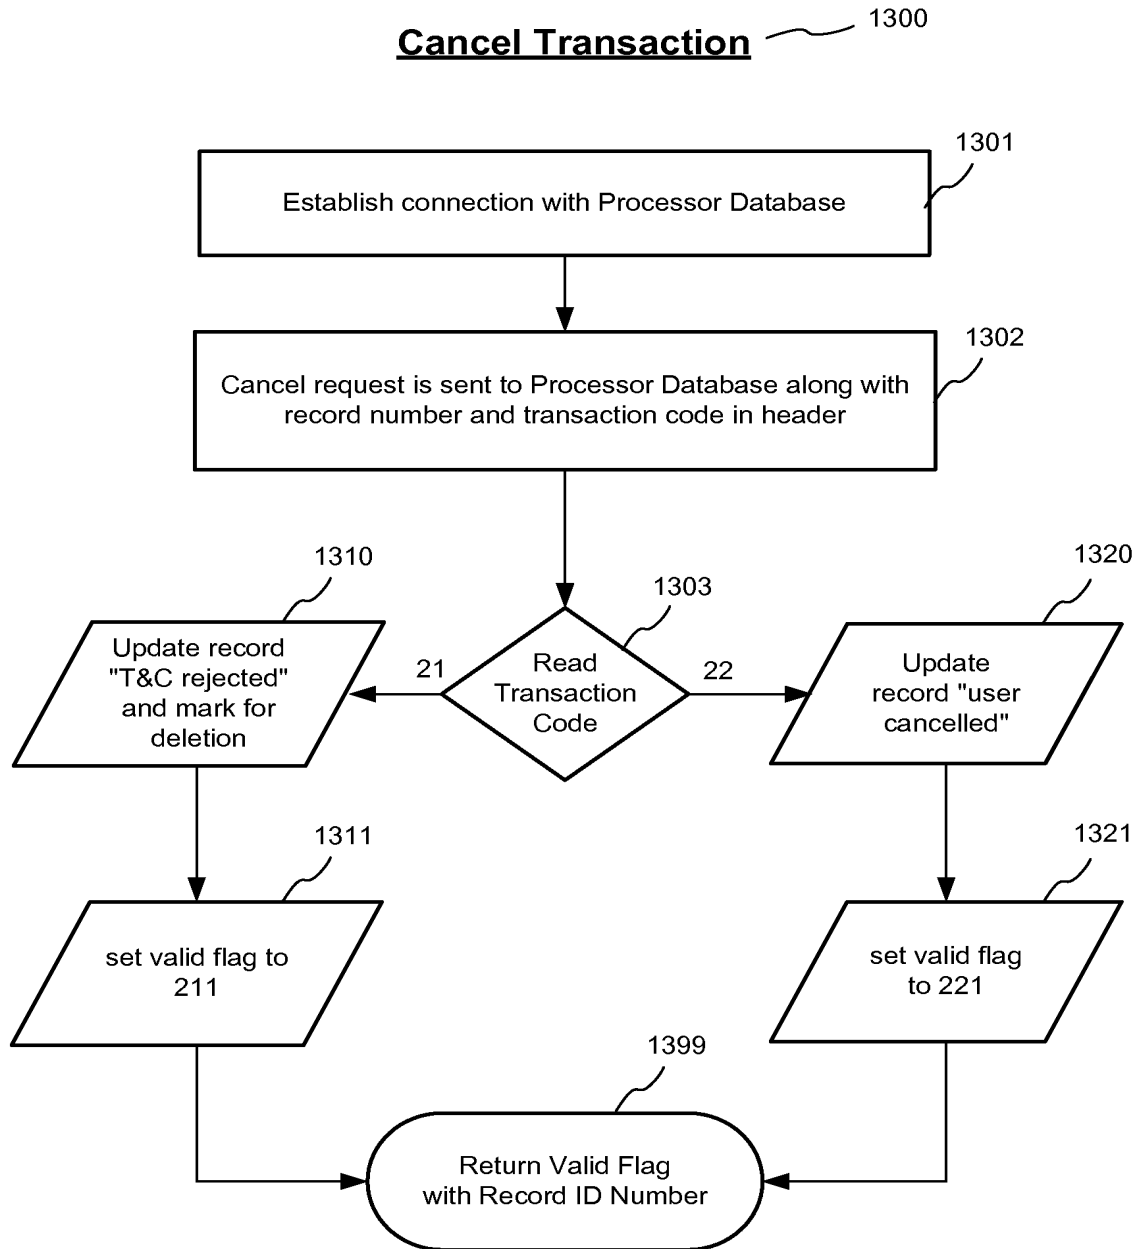 Cancel Transaction
1300
1301
Establish connection with Processor Database
1302
Cancel request is sent to Processor Database along with
record number and transaction code in header
1310
1303
1320
Update record
"T&C rejected"
and mark for
deletion
21
Read
Transaction
Code
22
Update
record "user
cancelled"
1311
1321
set valid flag to
211
set valid flag
to 221
1399
Return Valid Flag
with Record ID Number